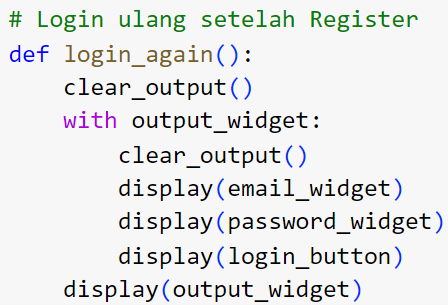 # Login ulang setelah Register
def login_again():
    clear_output()
    with output_widget:
        clear_output()
        display(email_widget)
        display(password_widget)
        display(login_button)
    display(output_widget)